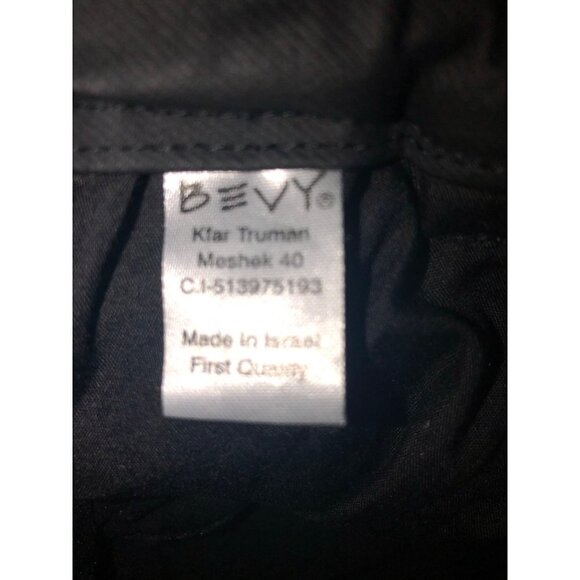 BEVY®
Kfar Truman
Meshek 40
C.I-513975193
Made in Israel
First Quality